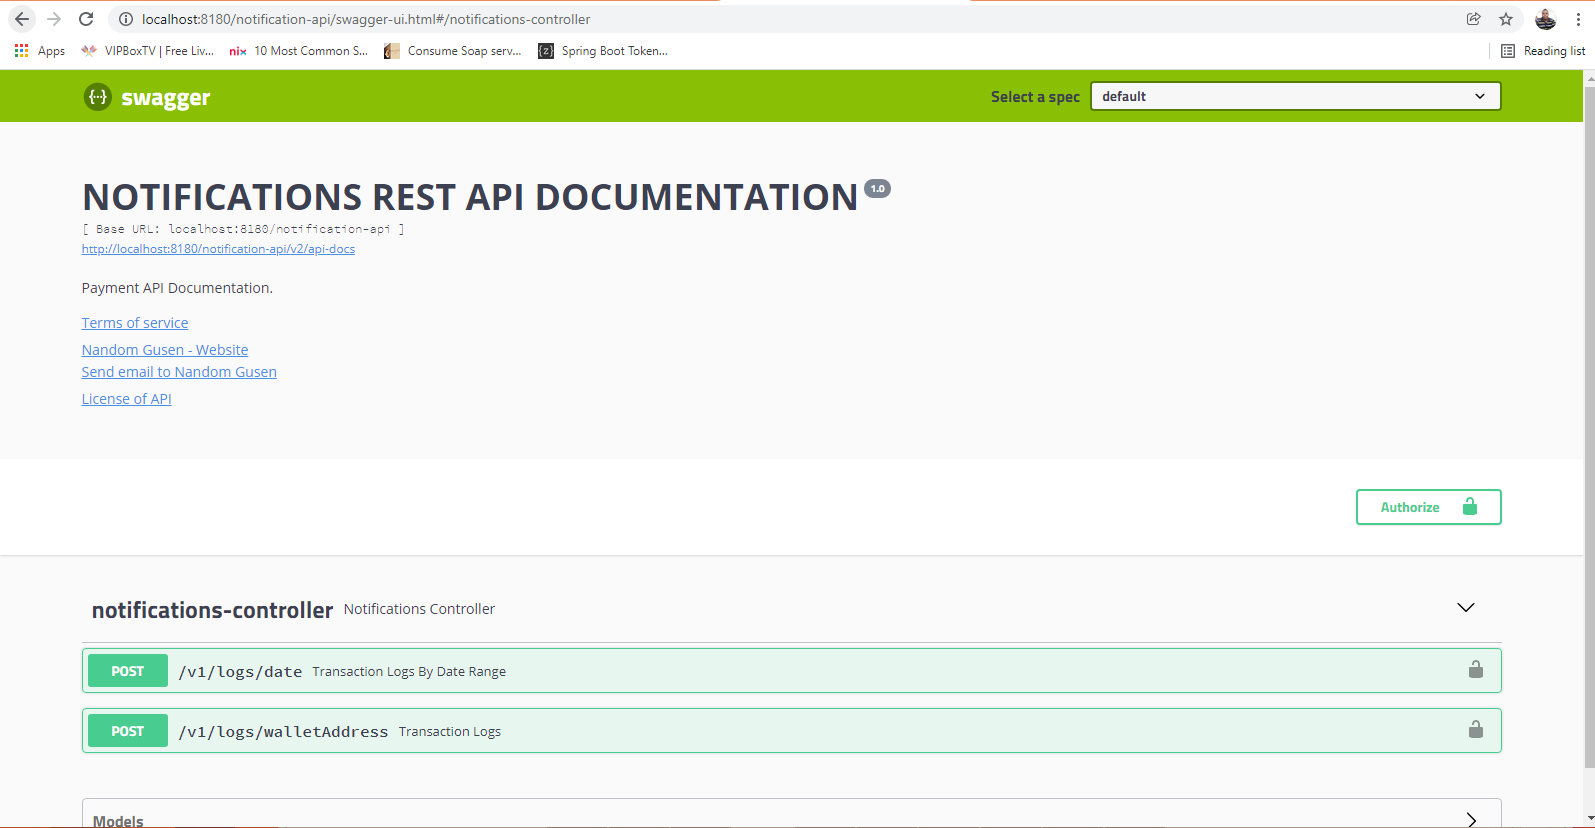 localhost:8180/notification-api/swagger-ui.html#/notifications-controller
Apps VIPBoxTV | Free Liv... nix 10 Most Common S... Consume Soap serv... {z} Spring Boot Token... Reading list
{··} swagger Select a spec default
NOTIFICATIONS REST API DOCUMENTATION 1.0
[ Base URL: localhost:8180/notification-api ]
http://localhost:8180/notification-api/v2/api-docs
Payment API Documentation.
Terms of service
Nandom Gusen - Website
Send email to Nandom Gusen
License of API
Authorize
notifications-controller Notifications Controller
POST /v1/logs/date Transaction Logs By Date Range
POST /v1/logs/walletAddress Transaction Logs
Models